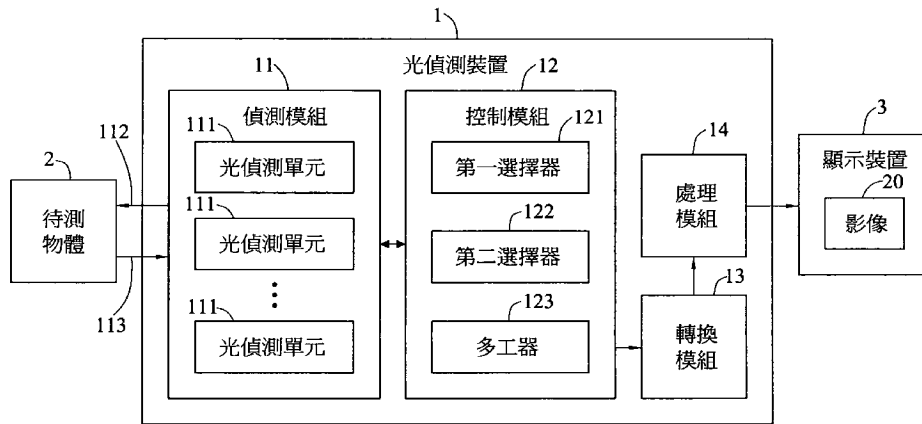 1
光偵測裝置
11
偵測模組
111
光偵測單元
111
光偵測單元
111
光偵測單元
12
控制模組
121
第一選擇器
122
第二選擇器
123
多工器
14
處理
模組
13
轉換
模組
3
顯示裝置
20
影像
112
2
待測
物體
113